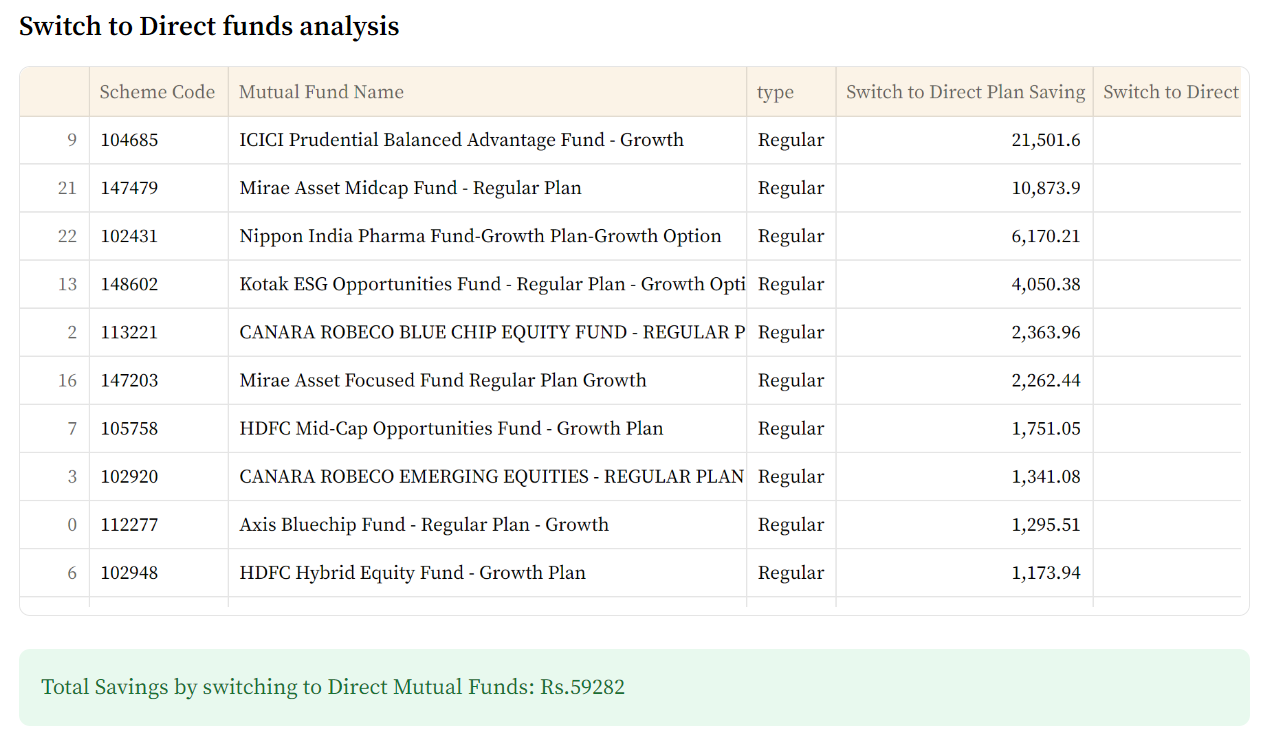 Switch to Direct funds analysis
Scheme Code Mutual Fund Name type Switch to Direct Plan Saving Switch to Direct
9 104685 ICICI Prudential Balanced Advantage Fund - Growth Regular 21,501.6
21 147479 Mirae Asset Midcap Fund - Regular Plan Regular 10,873.9
22 102431 Nippon India Pharma Fund-Growth Plan-Growth Option Regular 6,170.21
13 148602 Kotak ESG Opportunities Fund - Regular Plan - Growth Opti Regular 4,050.38
2 113221 CANARA ROBECO BLUE CHIP EQUITY FUND - REGULAR P Regular 2,363.96
16 147203 Mirae Asset Focused Fund Regular Plan Growth Regular 2,262.44
7 105758 HDFC Mid-Cap Opportunities Fund - Growth Plan Regular 1,751.05
3 102920 CANARA ROBECO EMERGING EQUITIES - REGULAR PLAN Regular 1,341.08
0 112277 Axis Bluechip Fund - Regular Plan - Growth Regular 1,295.51
6 102948 HDFC Hybrid Equity Fund - Growth Plan Regular 1,173.94
Total Savings by switching to Direct Mutual Funds: Rs.59282